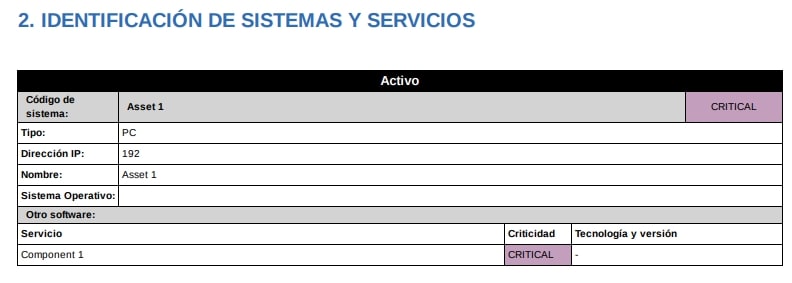 2. IDENTIFICACIÓN DE SISTEMAS Y SERVICIOS
Activo
Código de sistema: Asset 1 CRITICAL
Tipo: PC
Dirección IP: 192
Nombre: Asset 1
Sistema Operativo:
Otro software:
Servicio Criticidad Tecnología y versión
Component 1 CRITICAL -